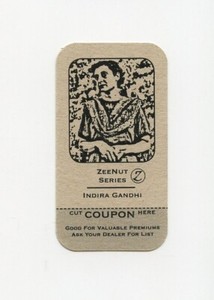 ZeeNut
Series Z
Indira Gandhi
CUT COUPON HERE
Good For Valuable Premiums
Ask Your Dealer For List